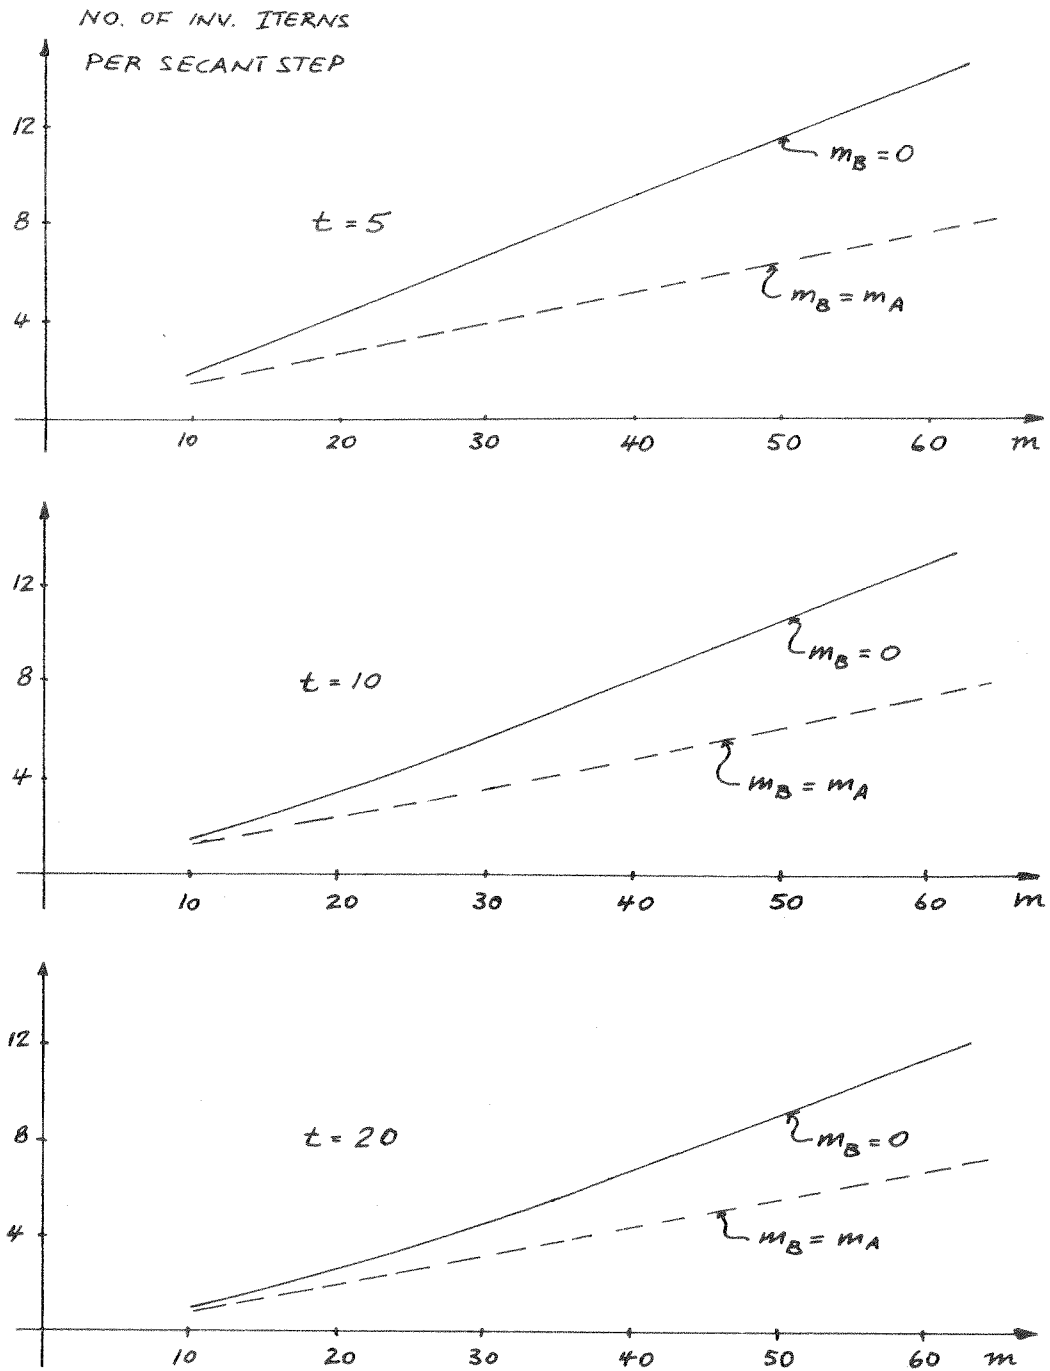 NO. OF INV. ITERNS
PER SECANT STEP
12
m_B = 0
8
t = 5
m_B = m_A
4
10 20 30 40 50 60 m
12
m_B = 0
8
t = 10
4
m_B = m_A
10 20 30 40 50 60 m
12
8
t = 20
m_B = 0
4
m_B = m_A
10 20 30 40 50 60 m